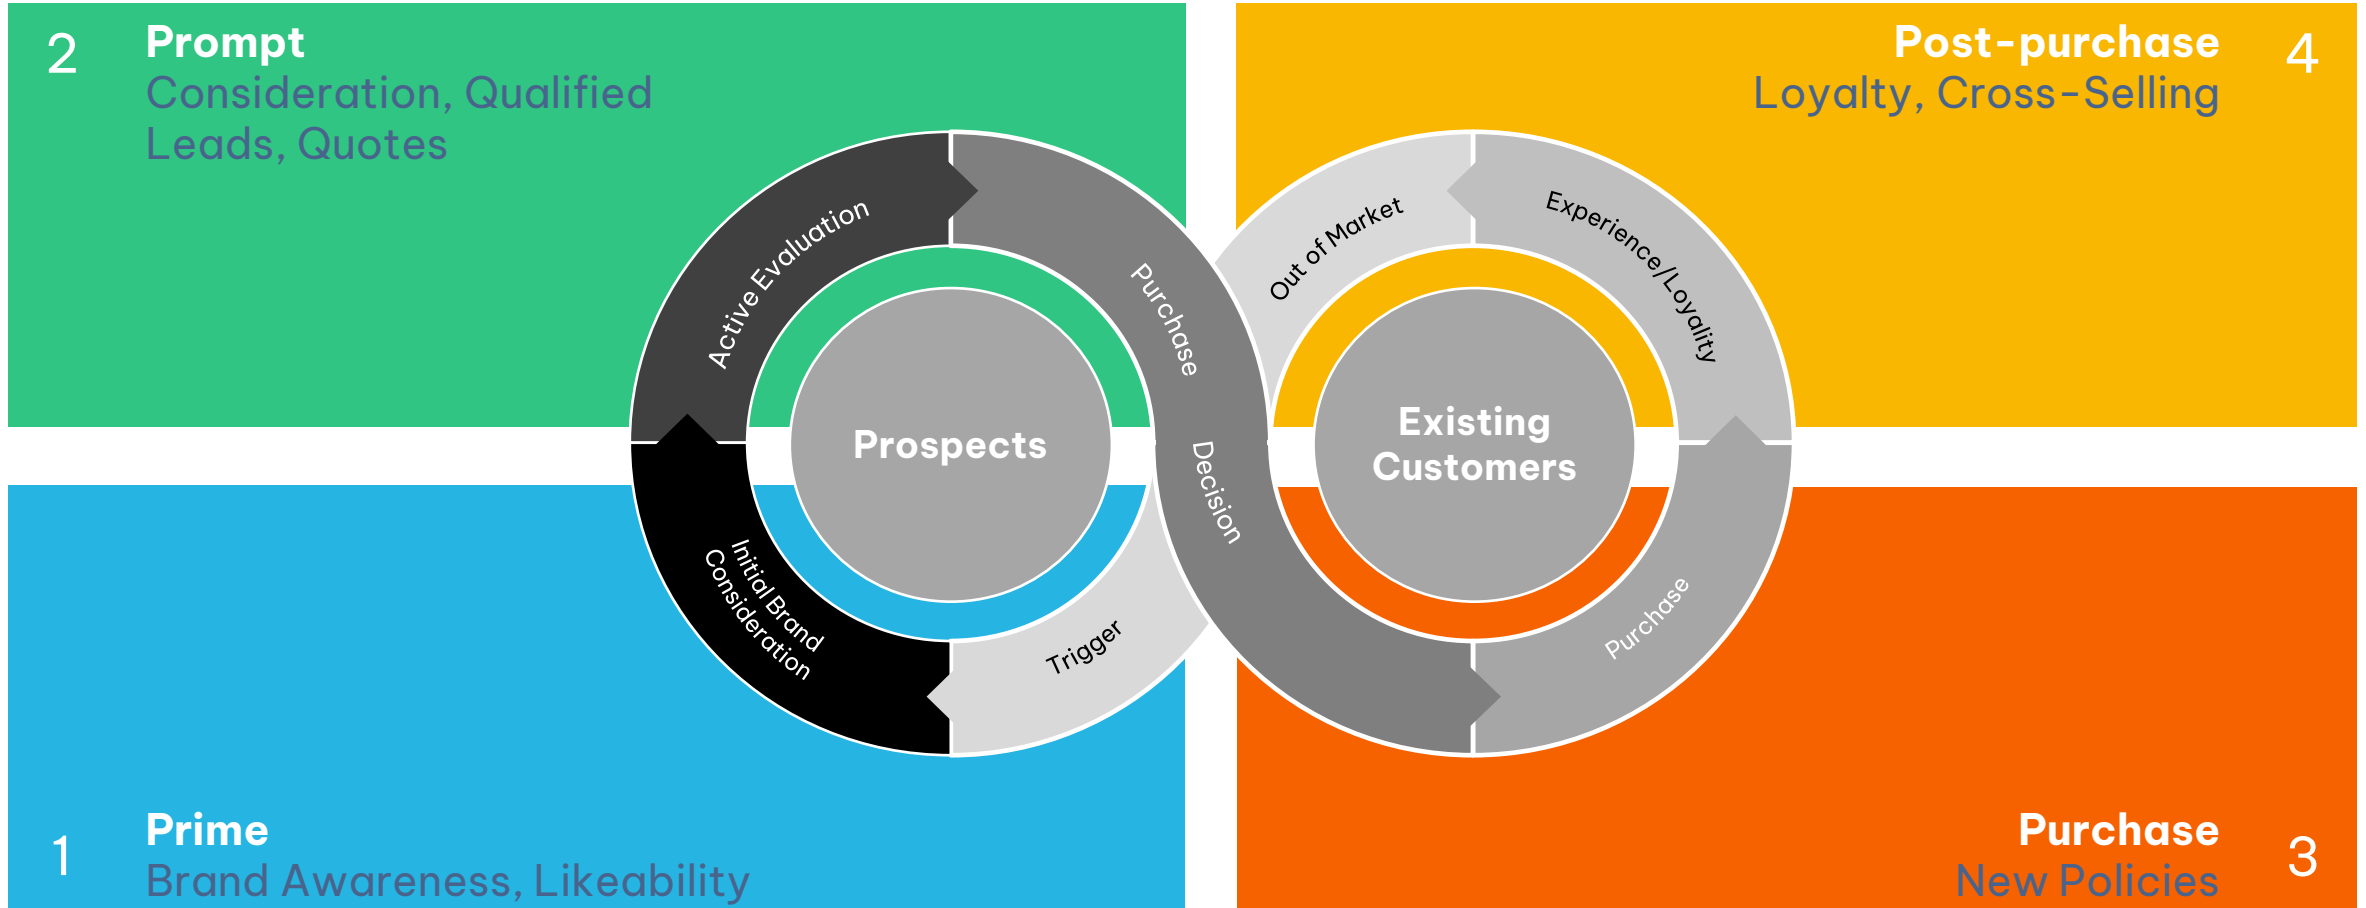 2
Prompt
Consideration, Qualified
Leads, Quotes
Post-purchase
4
Loyalty, Cross-Selling
Active Evaluation
Purchase
Decision
Out of Market
Experience/Loyality
Prospects
Existing
Customers
Initial Brand
Consideration
Trigger
Purchase
1
Prime
Brand Awareness, Likeability
Purchase
3
New Policies